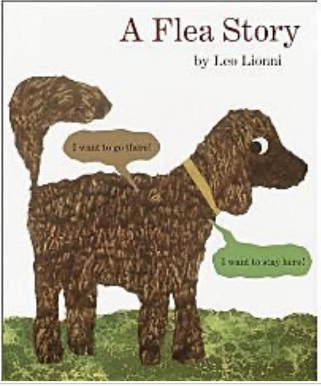 A Flea Story
by Leo Lionni
I want to go there!
I want to stay here!